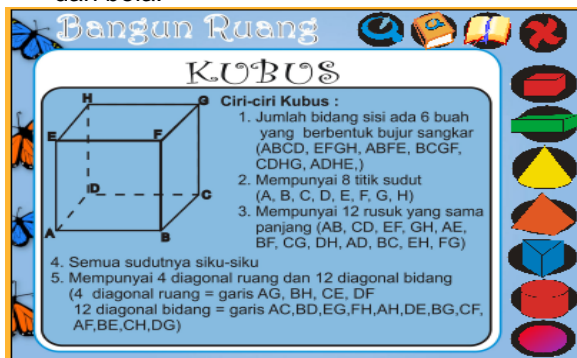 Bangun Ruang
KUBUS
H
G
E
F
D
C
A
B
Ciri-ciri Kubus :
1. Jumlah bidang sisi ada 6 buah
yang berbentuk bujur sangkar
(ABCD, EFGH, ABFE, BCGF,
CDHG, ADHE,)
2. Mempunyai 8 titik sudut
(A, B, C, D, E, F, G, H)
3. Mempunyai 12 rusuk yang sama
panjang (AB, CD, EF, GH, AE,
BF, CG, DH, AD, BC, EH, FG)
4. Semua sudutnya siku-siku
5. Mempunyai 4 diagonal ruang dan 12 diagonal bidang
(4 diagonal ruang = garis AG, BH, CE, DF
12 diagonal bidang = garis AC,BD,EG,FH,AH,DE,BG,CF,
AF,BE,CH,DG)